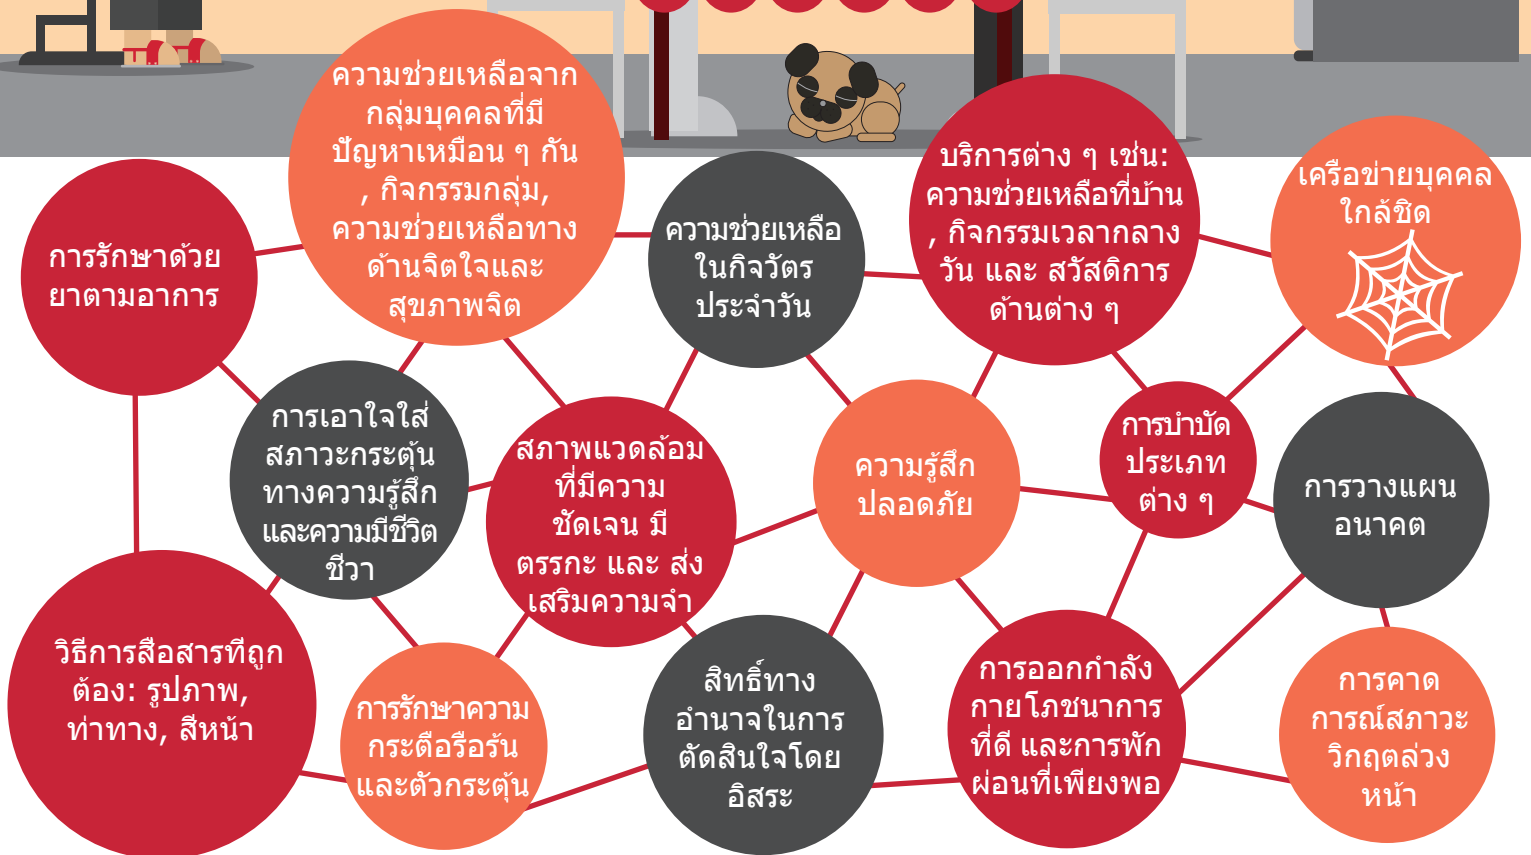 ความช่วยเหลือจาก
กลุ่มบุคคลที่มี
ปัญหาเหมือน ๆ กัน
, กิจกรรมกลุ่ม,
ความช่วยเหลือทาง
ด้านจิตใจและ
สุขภาพจิต
บริการต่าง ๆ เช่น:
ความช่วยเหลือที่บ้าน
, กิจกรรมเวลากลาง
วัน และ สวัสดิการ
ด้านต่าง ๆ
เครือข่ายบุคคล
ใกล้ชิด
การรักษาด้วย
ยาตามอาการ
ความช่วยเหลือ
ในกิจวัตร
ประจำวัน
การเอาใจใส่
สภาวะกระตุ้น
ทางความรู้สึก
และความมีชีวิต
ชีวา
สภาพแวดล้อม
ที่มีความ
ชัดเจน มี
ตรรกะ และ ส่ง
เสริมความจำ
ความรู้สึก
ปลอดภัย
การบำบัด
ประเภท
ต่าง ๆ
การวางแผน
อนาคต
วิธีการสื่อสารที่ถูก
ต้อง: รูปภาพ,
ท่าทาง, สีหน้า
การรักษาความ
กระตือรือร้น
และตัวกระตุ้น
สิทธิ์ทาง
อำนาจในการ
ตัดสินใจโดย
อิสระ
การออกกำลัง
กายโภชนาการ
ที่ดี และการพัก
ผ่อนที่เพียงพอ
การคาด
การณ์สภาวะ
วิกฤตล่วง
หน้า